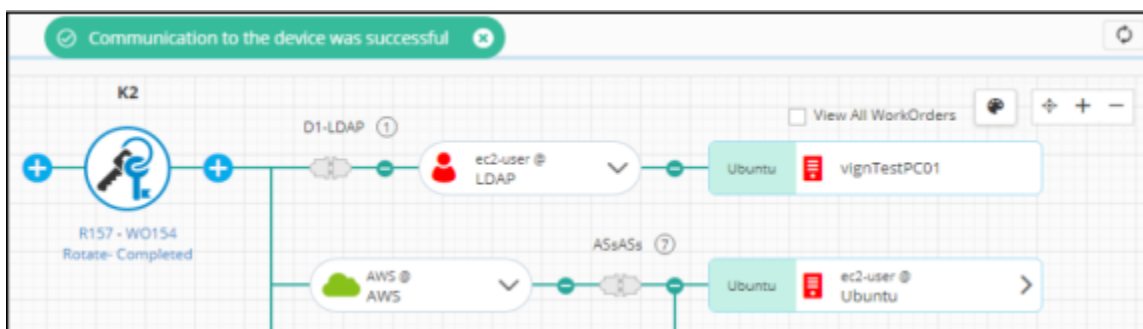 Communication to the device was successful
K2
View All WorkOrders
D1-LDAP 1
ec2-user @
LDAP
Ubuntu
vignTestPC01
R157 - WO154
Rotate- Completed
ASsASs 7
AWS @
AWS
Ubuntu
ec2-user @
Ubuntu